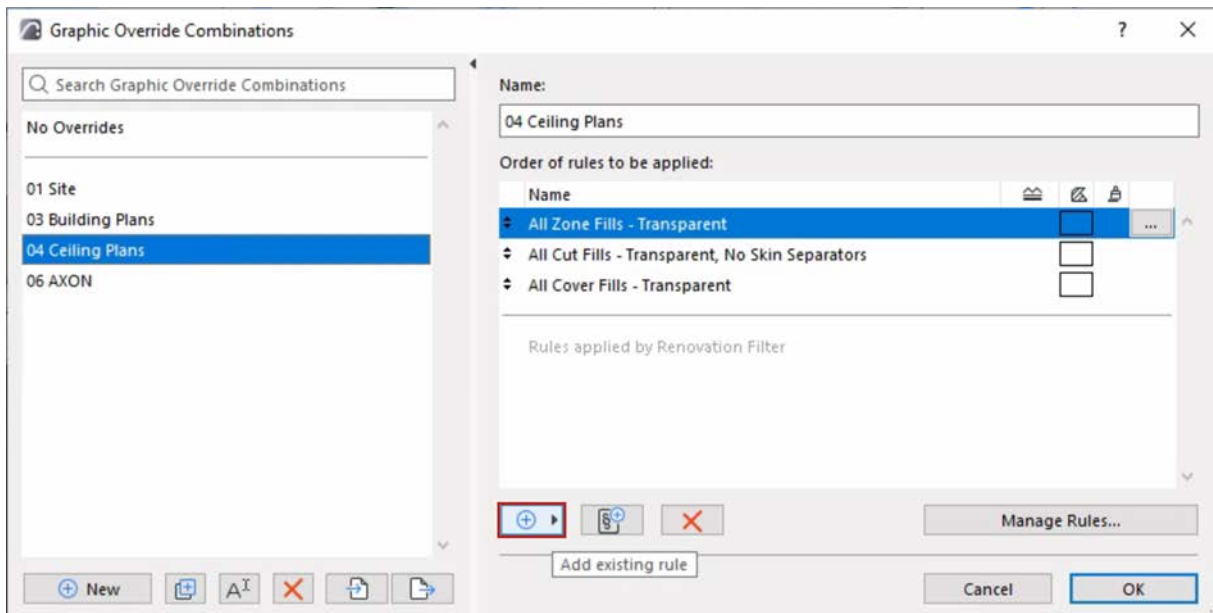 Graphic Override Combinations
?
Search Graphic Override Combinations
No Overrides
01 Site
03 Building Plans
04 Ceiling Plans
06 AXON
New
Name:
04 Ceiling Plans
Order of rules to be applied:
Name
All Zone Fills - Transparent
...
All Cut Fills - Transparent, No Skin Separators
All Cover Fills - Transparent
Rules applied by Renovation Filter
Manage Rules...
Add existing rule
Cancel
OK